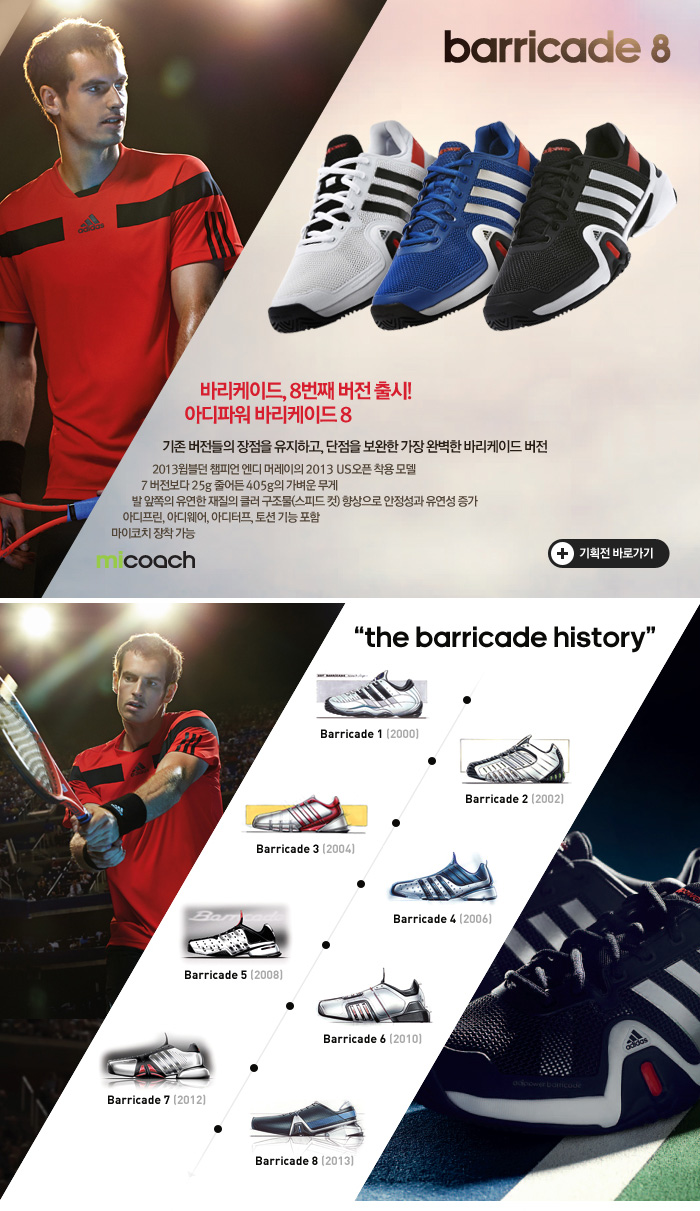 barricade 8
adidas
바리케이드, 8번째 버전 출시!
아디파워 바리케이드 8
기존 버전들의 장점을 유지하고, 단점을 보완한 가장 완벽한 바리케이드 버전
2013윔블던 챔피언 엔디 머레이의 2013 US오픈 착용 모델
7 버전보다 25g 줄어든 405g의 가벼운 무게
발 앞쪽의 유연한 재질의 클러 구조물(스피드 컷) 향상으로 안정성과 유연성 증가
아디프린, 아디웨어, 아디터프, 토션 기능 포함
마이코치 장착 가능
micoach
기획전 바로가기
“the barricade history”
Barricade 1 (2000)
Barricade 2 (2002)
Barricade 3 (2004)
Barricade 4 (2006)
Barricade
Barricade 5 (2008)
Barricade 6 (2010)
adidas
adipower barricade
Barricade 7 (2012)
Barricade 8 (2013)